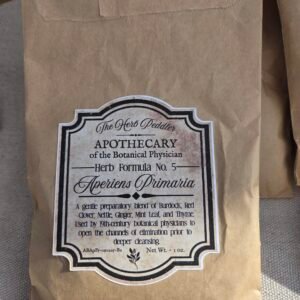 The Herb Peddler
APOTHECARY
of the Botanical Physician
Herb Formula No. 5
Aperiens Primaria
A gentle preparatory blend of Burdock, Red
Clover, Nettle, Ginger, Mint Leaf, and Thyme.
Used by 19th-century botanical physicians to
open the channels of elimination prior to
deeper cleansing.
Net Wt. - 1 oz.